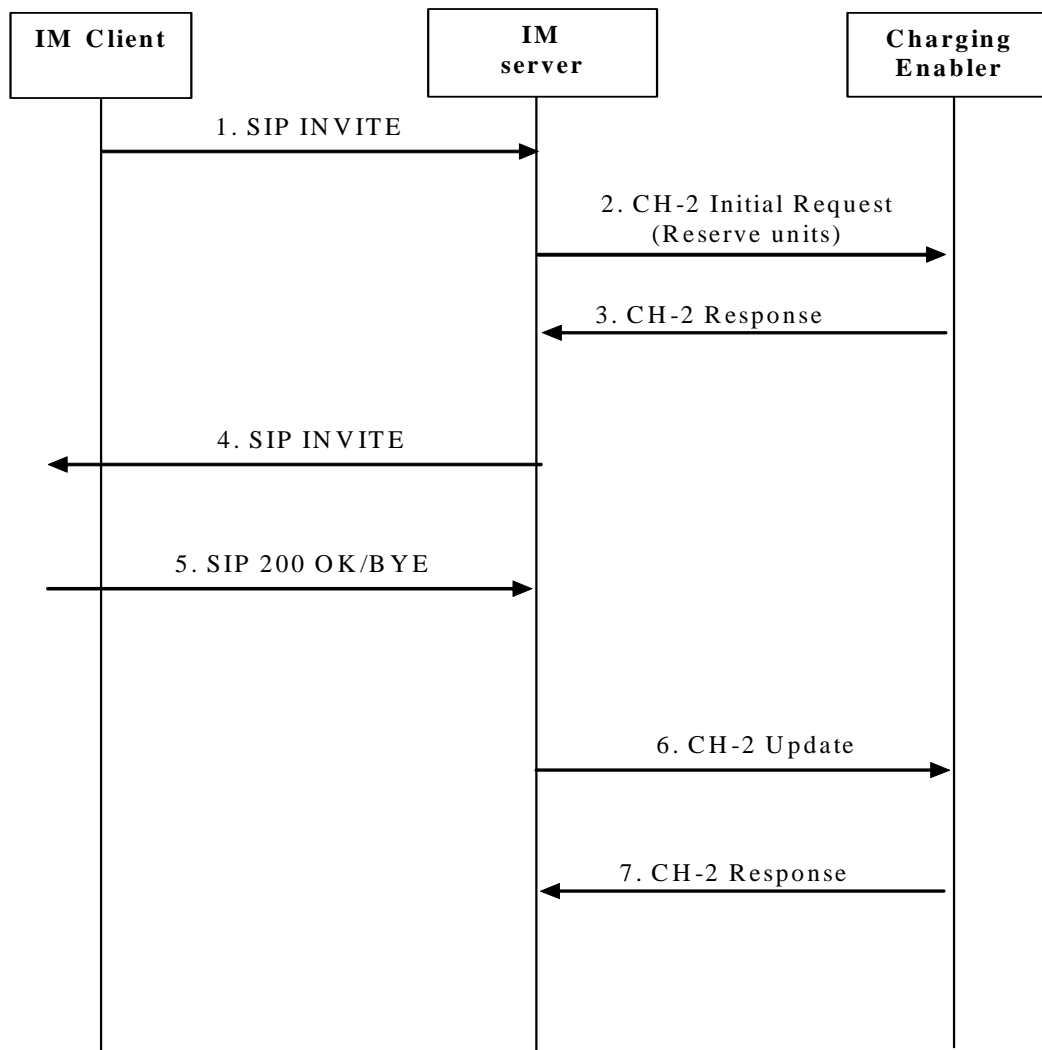 IM Client
IM
server
Charging
Enabler
1. SIP INVITE
2. CH-2 Initial Request
(Reserve units)
3. CH-2 Response
4. SIP INVITE
5. SIP 200 OK/BYE
6. CH-2 Update
7. CH-2 Response